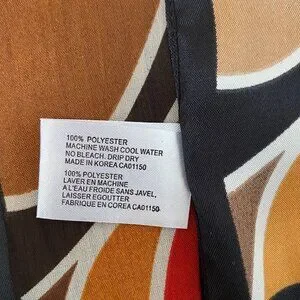 100% POLYESTER
MACHINE WASH COOL WATER
NO BLEACH. DRIP DRY
MADE IN KOREA CA01150
100% POLYESTER
LAVER EN MACHINE
A L'EAU FROIDE SANS JAVEL,
LAISSER EGOUTTER
FABRIQUE EN COREA CA01150